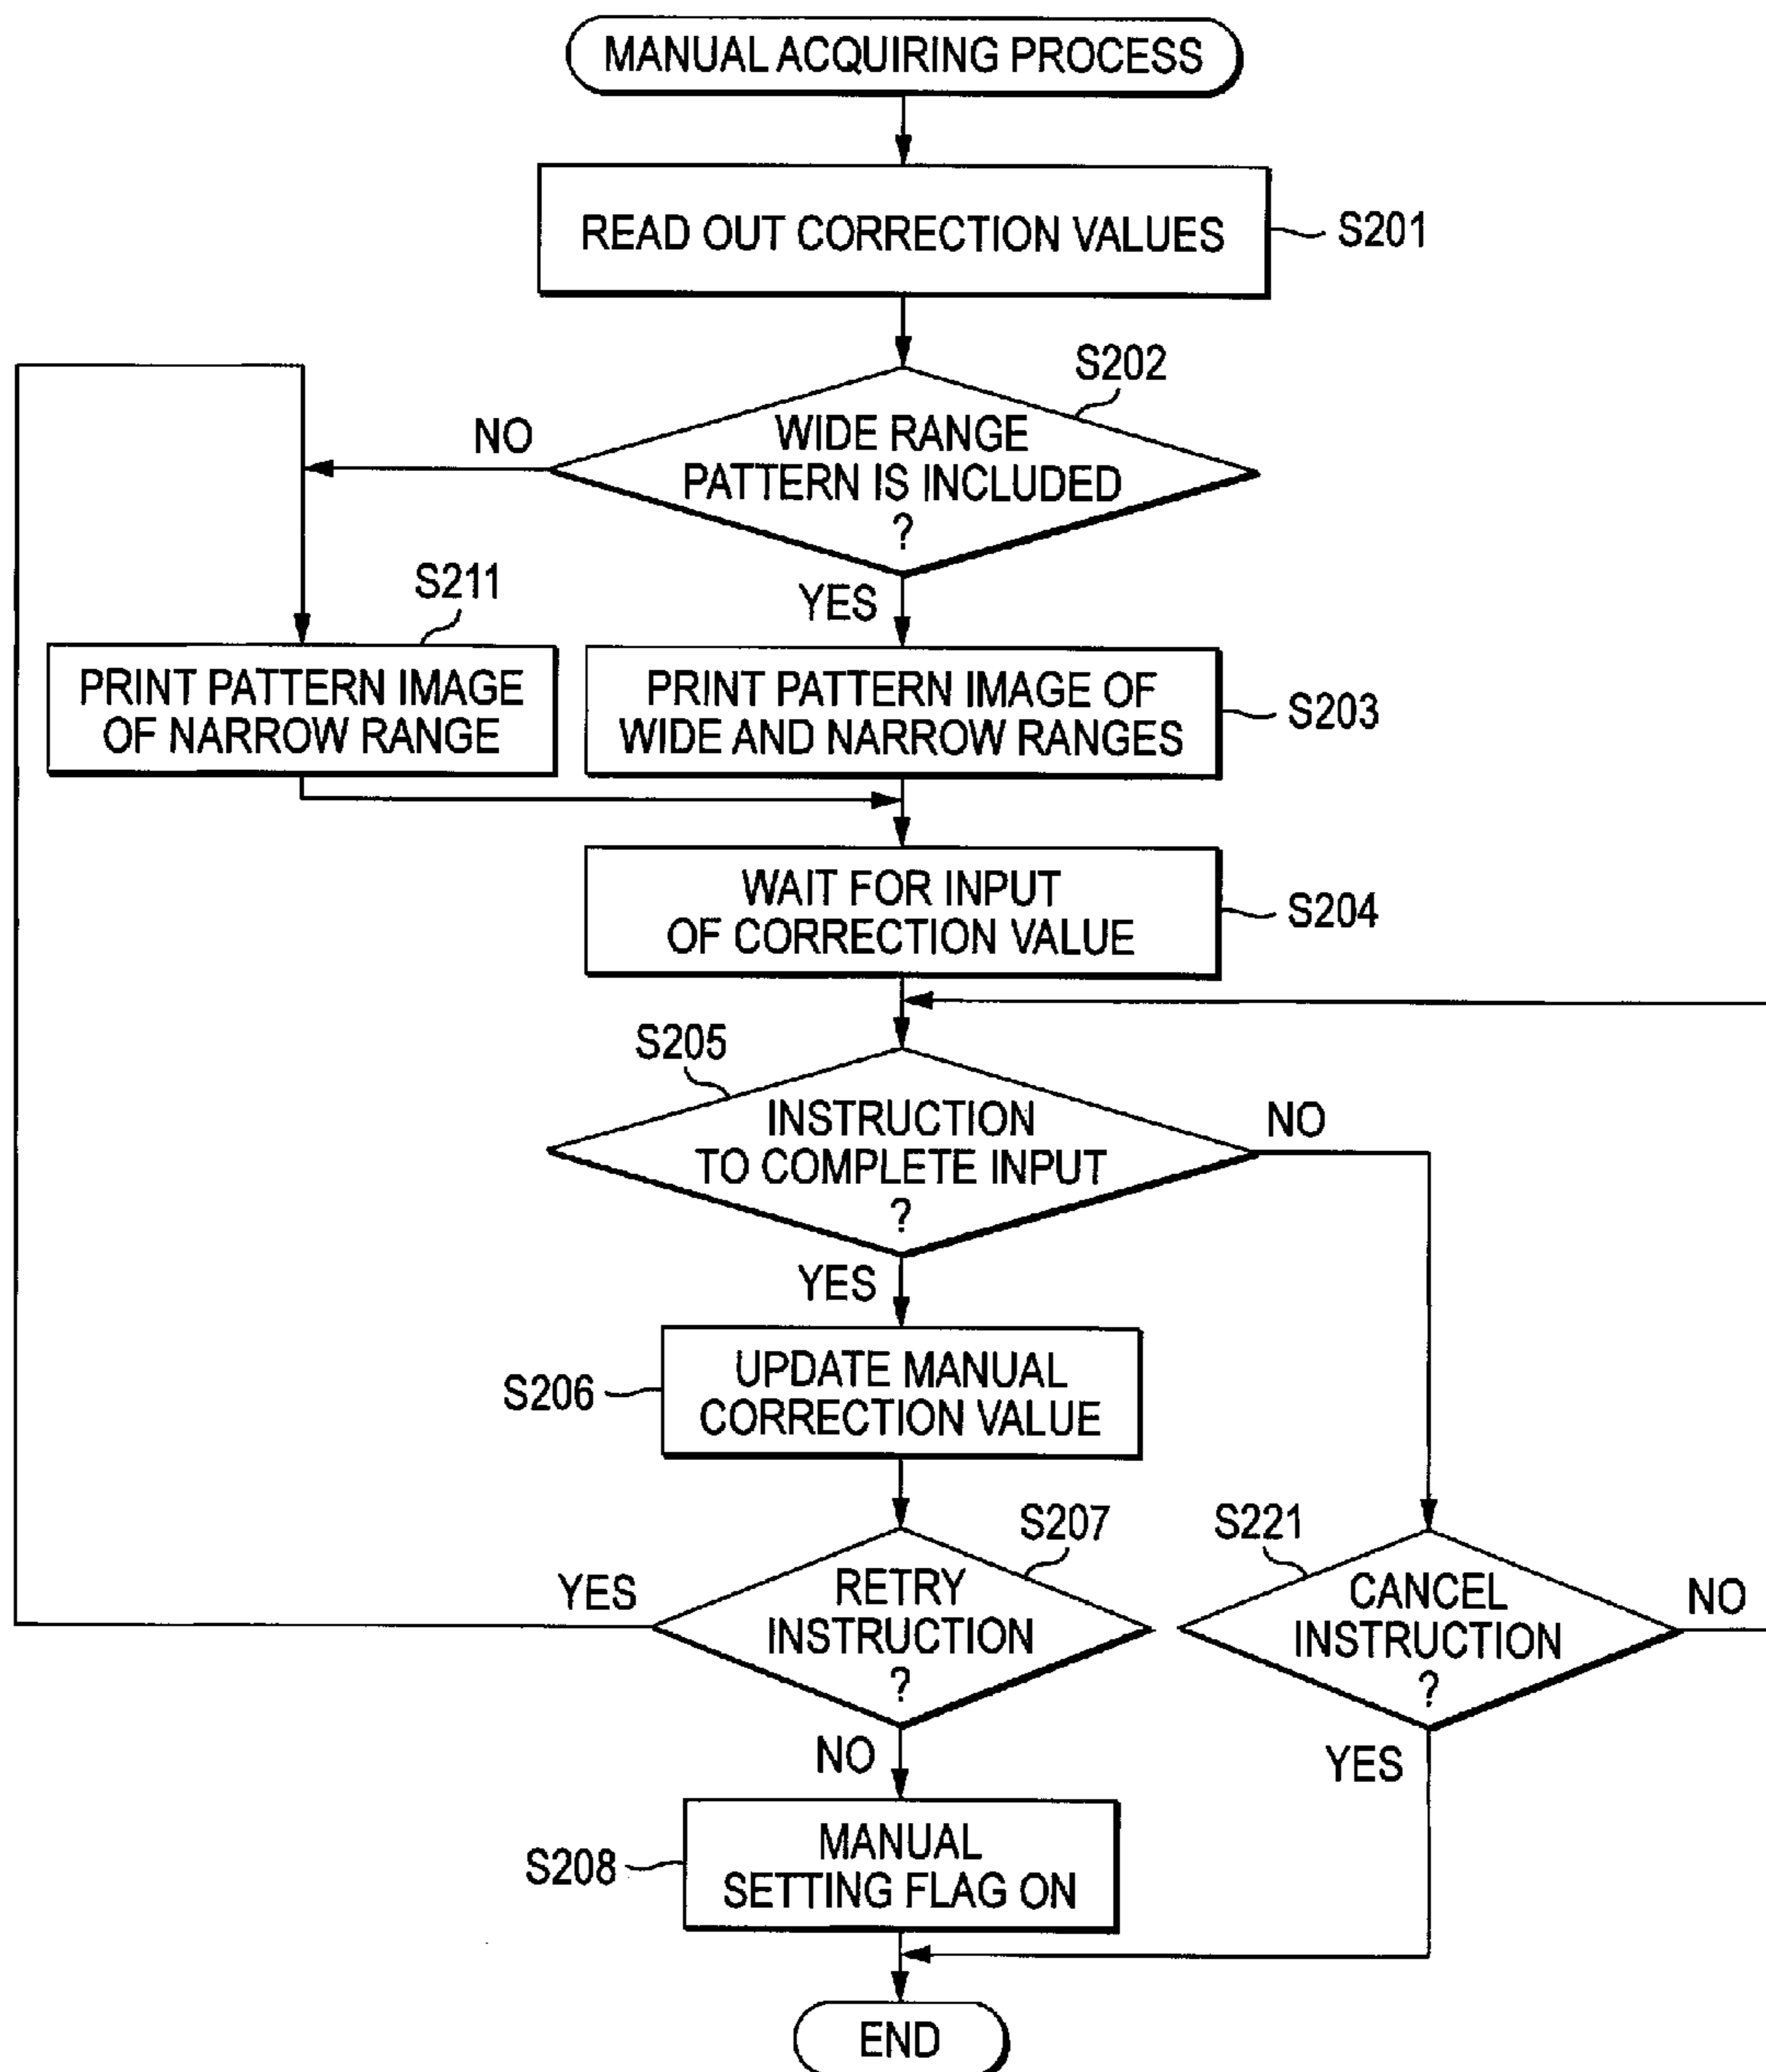 MANUAL ACQUIRING PROCESS
READ OUT CORRECTION VALUES
S201
S202
WIDE RANGE
PATTERN IS INCLUDED
?
NO
YES
S211
PRINT PATTERN IMAGE
OF NARROW RANGE
PRINT PATTERN IMAGE OF
WIDE AND NARROW RANGES
S203
WAIT FOR INPUT
OF CORRECTION VALUE
S204
S205
INSTRUCTION
TO COMPLETE INPUT
?
NO
YES
UPDATE MANUAL
CORRECTION VALUE
S206
S207
RETRY
INSTRUCTION
?
YES
NO
S221
CANCEL
INSTRUCTION
?
NO
YES
MANUAL
SETTING FLAG ON
S208
END